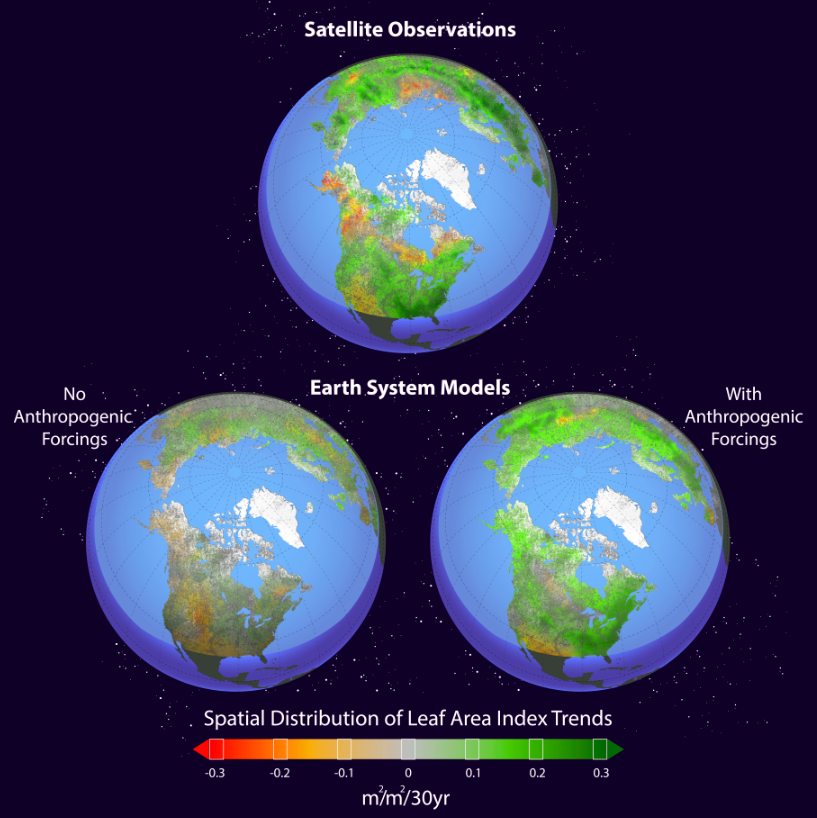 Satellite Observations
Earth System Models
No
Anthropogenic
Forcings
With
Anthropogenic
Forcings
Spatial Distribution of Leaf Area Index Trends
-0.3 -0.2 -0.1 0 0.1 0.2 0.3
m²/m²/30yr